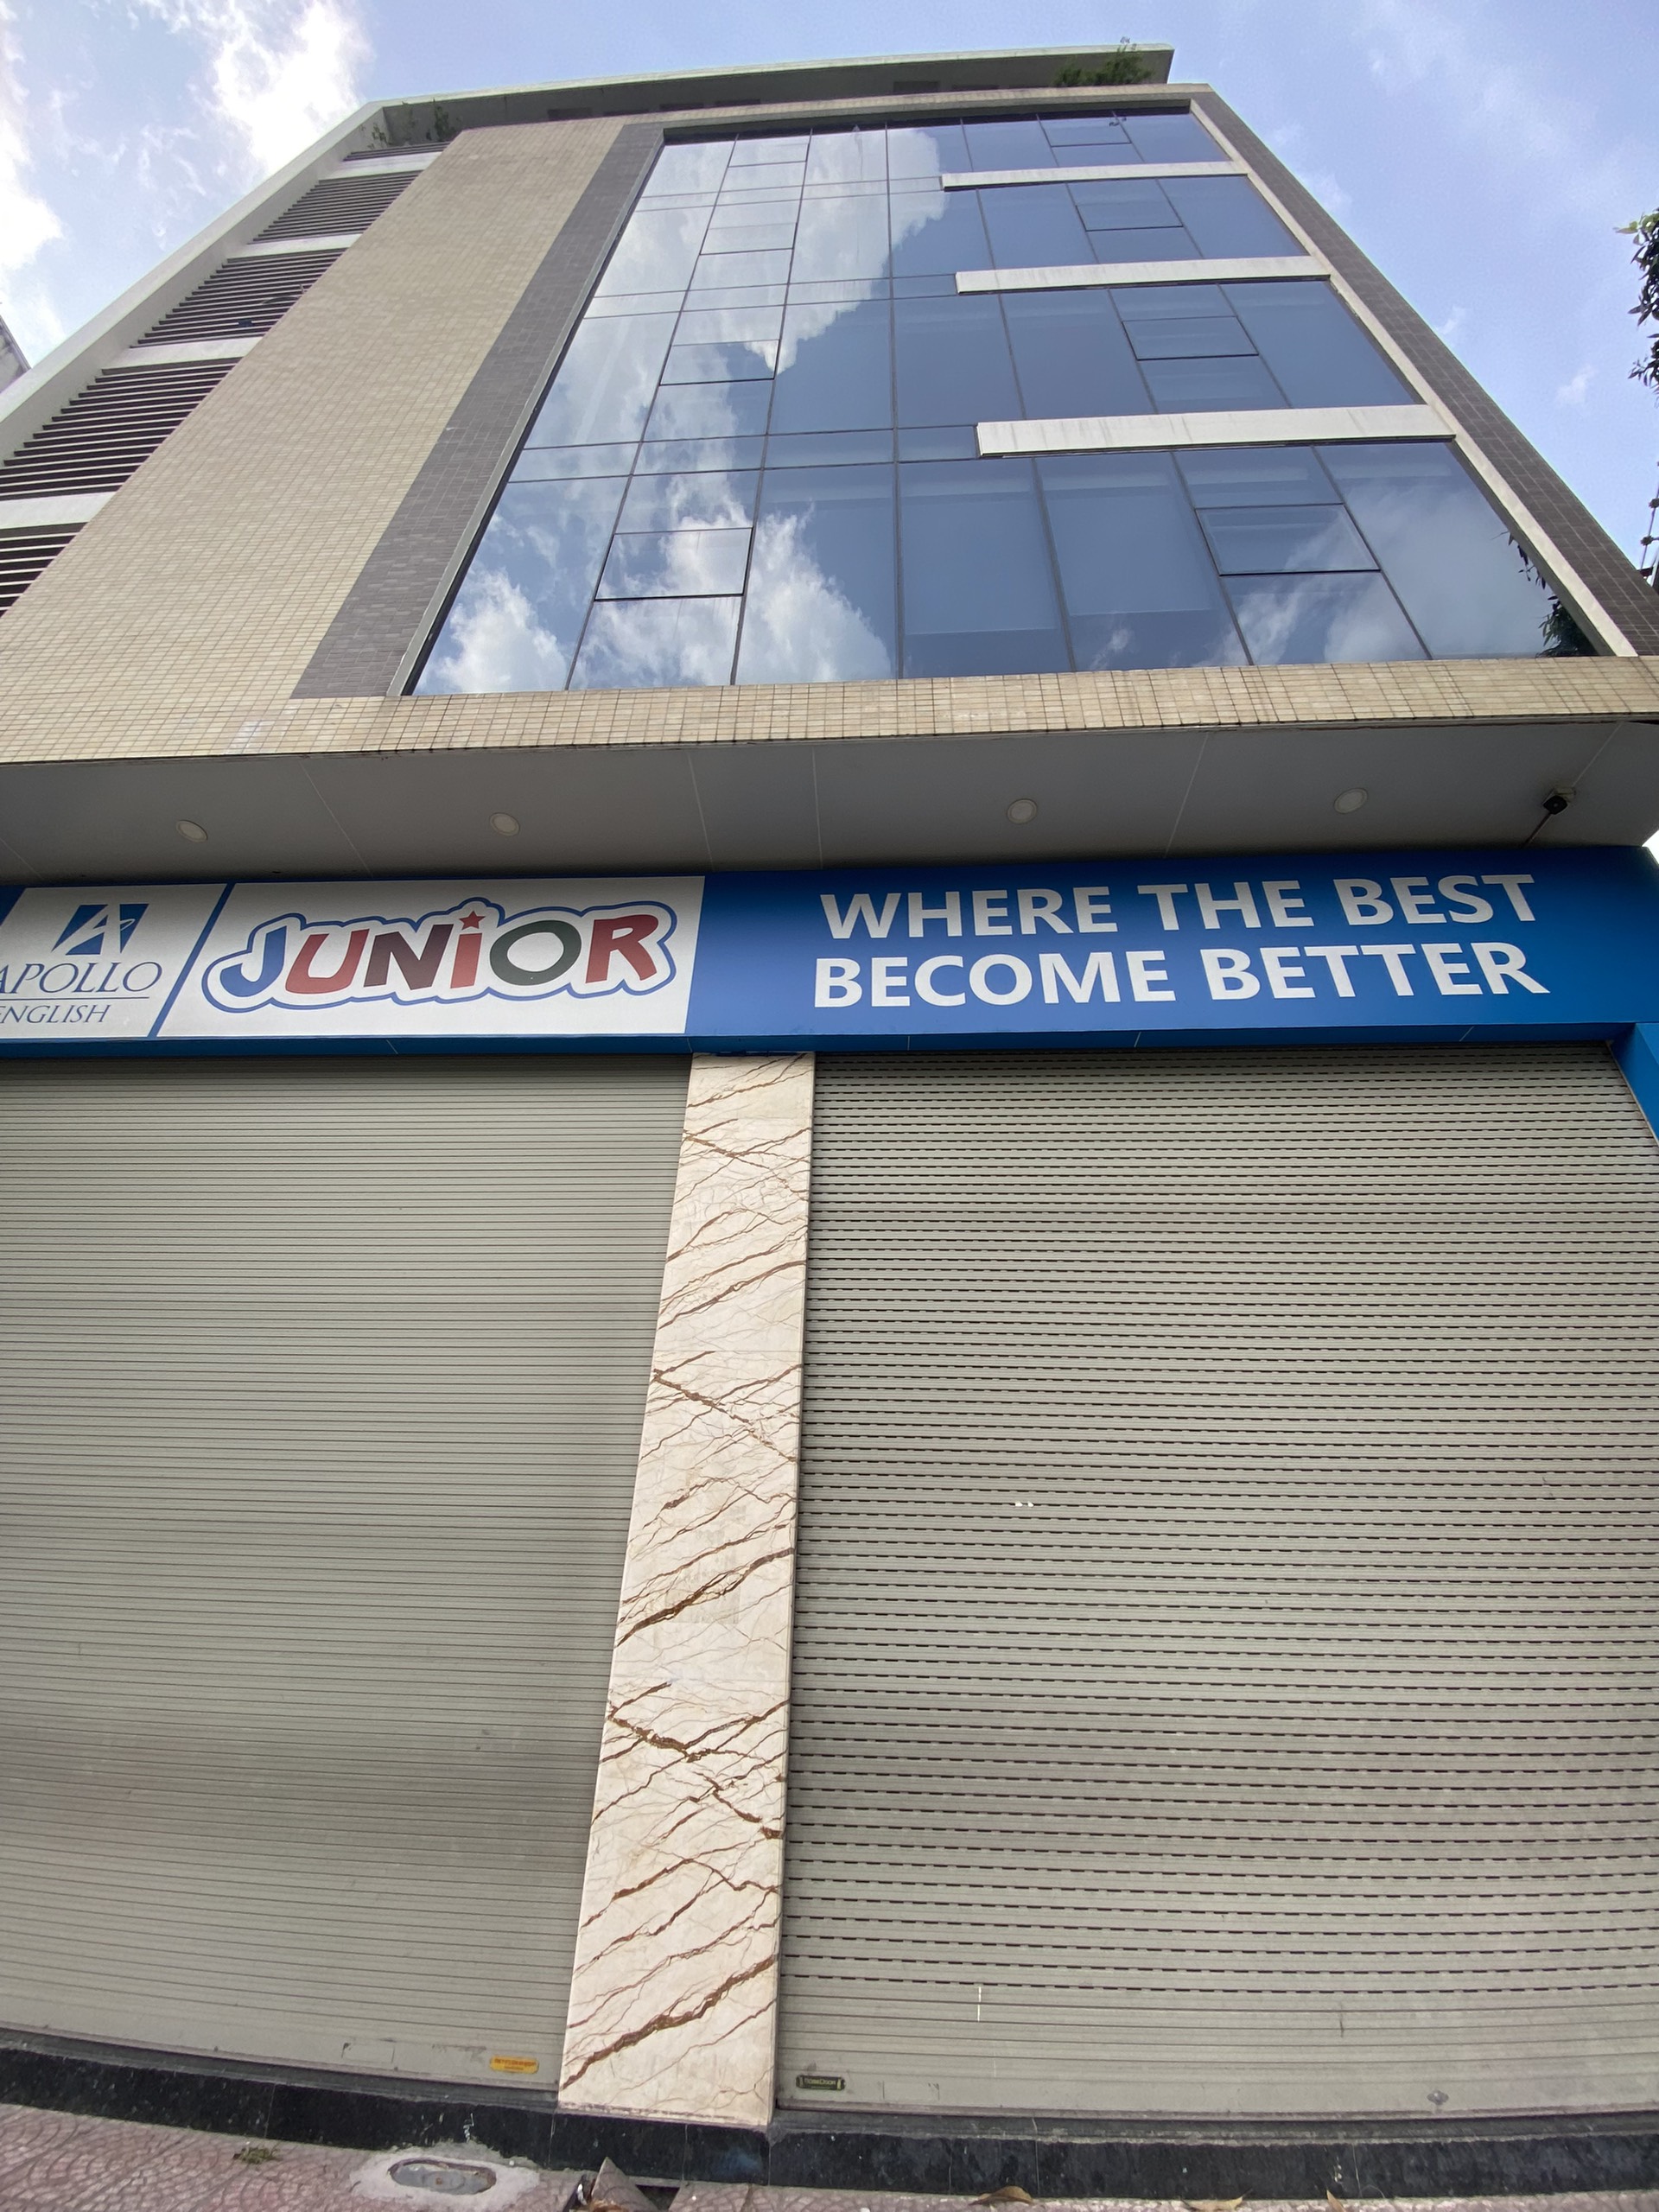 APOLLO
ENGLISH
JUNiOR
WHERE THE BEST
BECOME BETTER